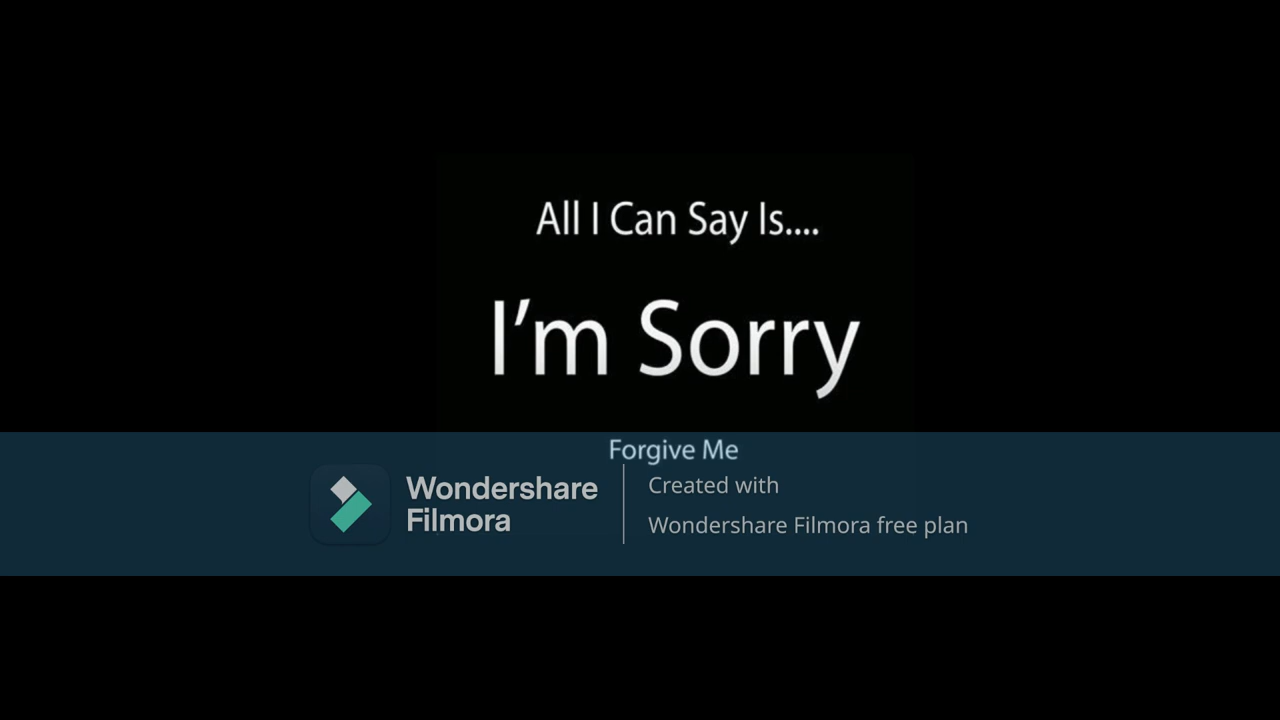 All I Can Say Is....
I'm Sorry
Forgive Me
Wondershare
Filmora
Created with
Wondershare Filmora free plan